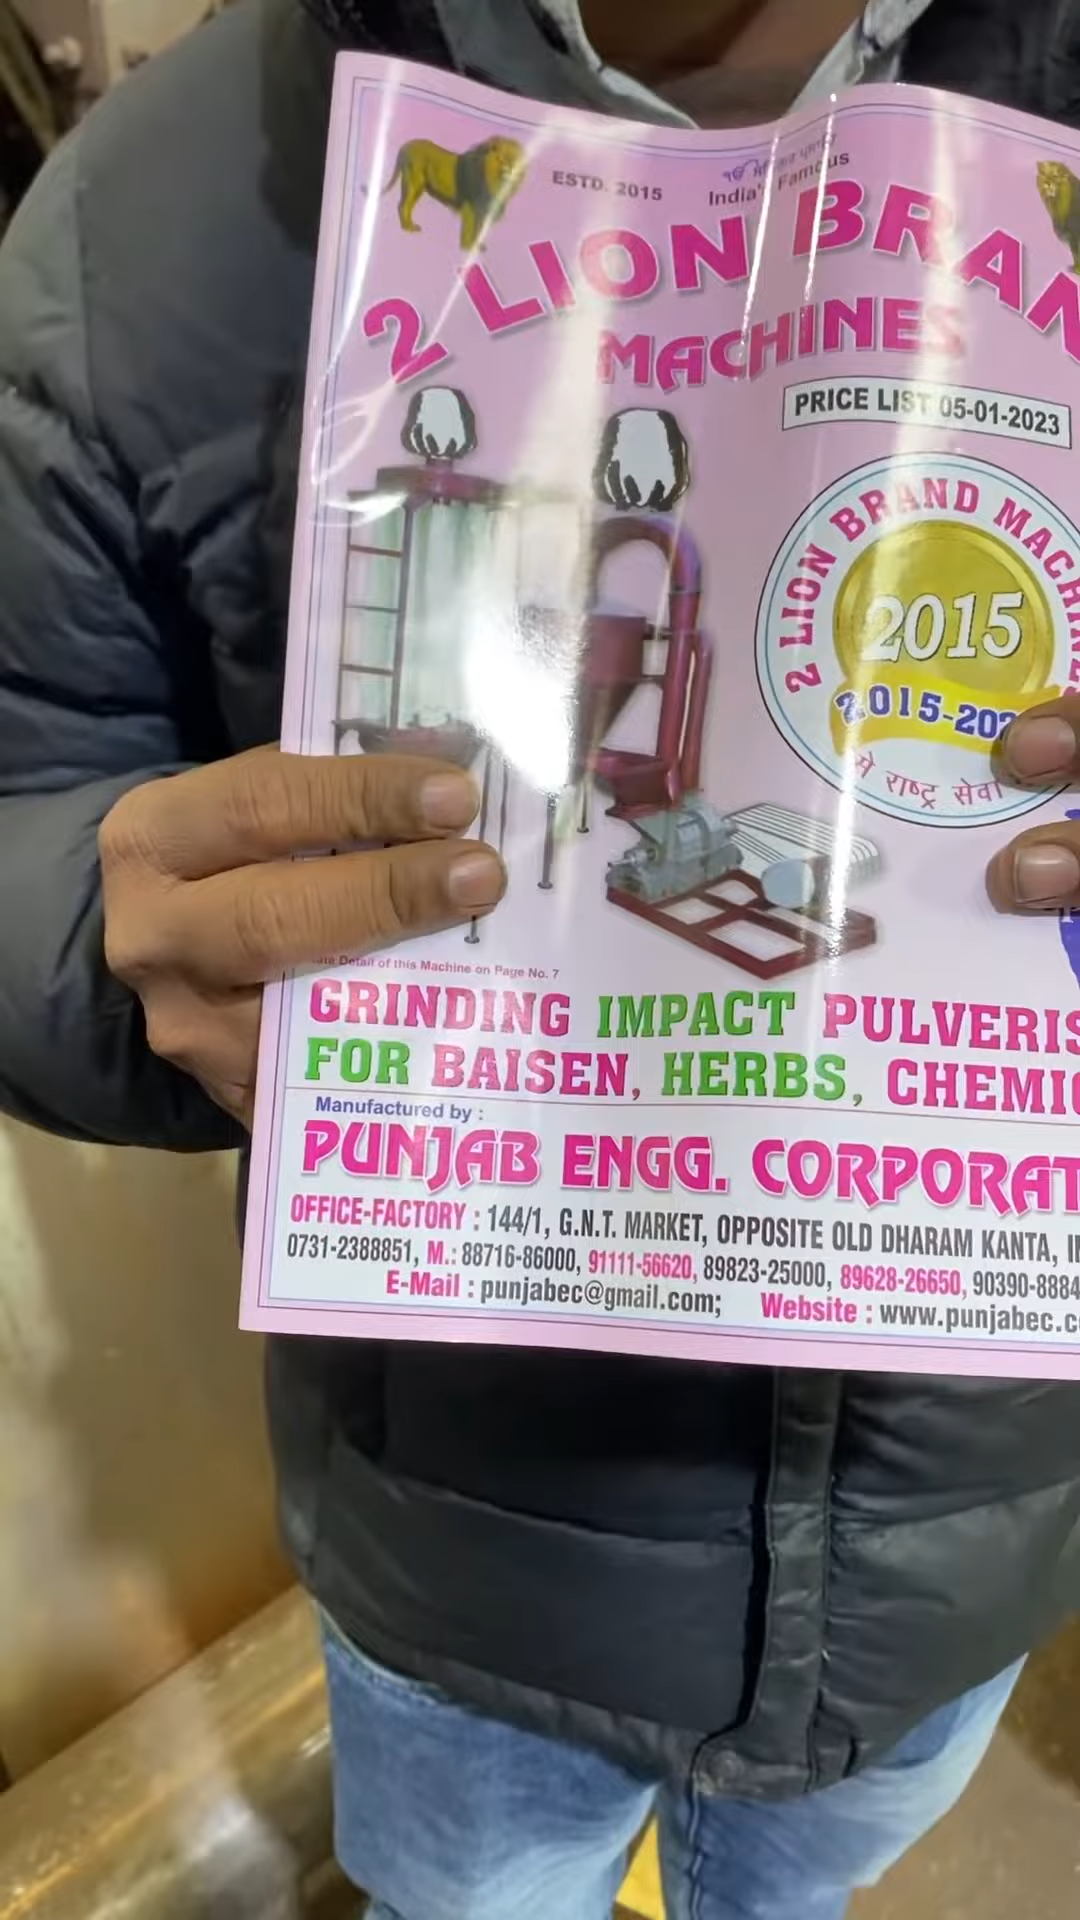 ESTD. 2015
India's Famous
2 LION BRAN
MACHINES
PRICE LIST 05-01-2023
2 LION BRAND MACHINES
2015
2015-202
से राष्ट्र सेवा
Detail of this Machine on Page No. 7
GRINDING IMPACT PULVERIS
FOR BAISEN, HERBS, CHEMIC
Manufactured by :
PUNJAB ENGG. CORPORAT
OFFICE-FACTORY : 144/1, G.N.T. MARKET, OPPOSITE OLD DHARAM KANTA, I
0731-2388851, M.: 88716-86000, 91111-56620, 89823-25000, 89628-26650, 90390-8884
E-Mail : punjabec@gmail.com; Website : www.punjabec.c